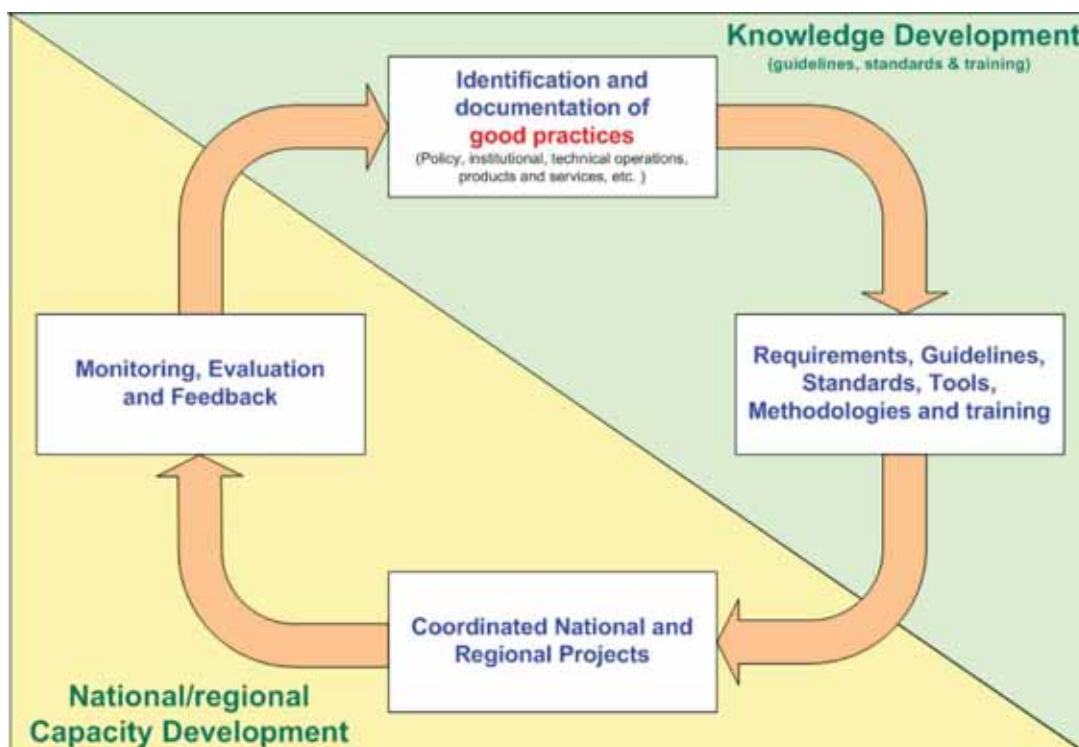 Knowledge Development
(guidelines, standards & training)
Identification and
documentation of
good practices
(Policy, institutional, technical operations,
products and services, etc. )
Requirements, Guidelines,
Standards, Tools,
Methodologies and training
Monitoring, Evaluation
and Feedback
Coordinated National and
Regional Projects
National/regional
Capacity Development